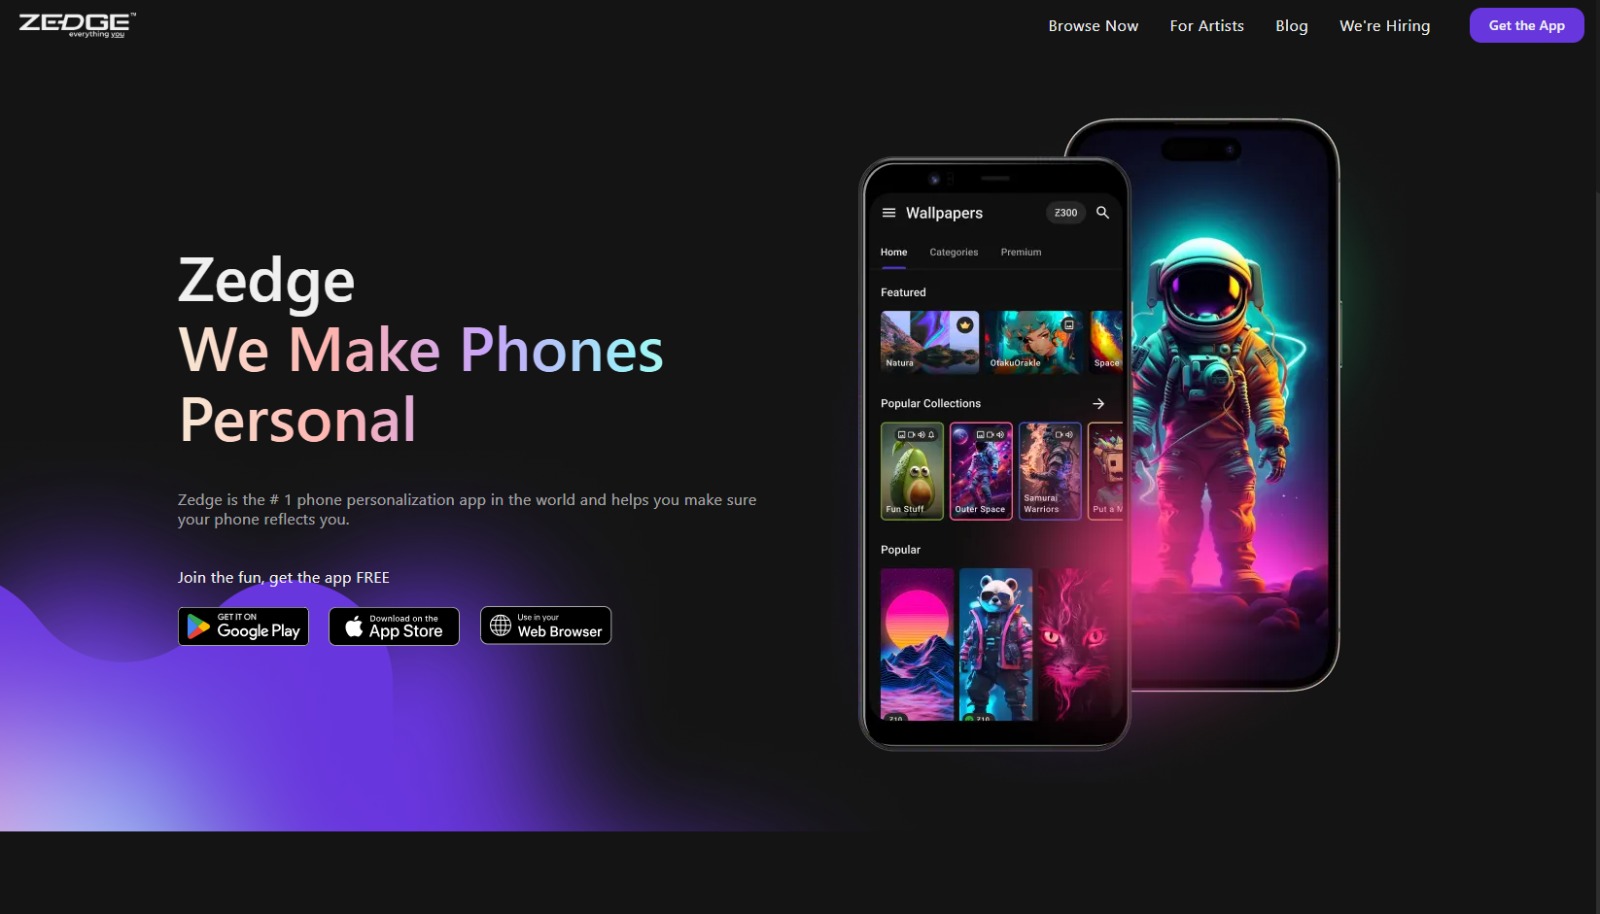 ZEDGE™
everything you
Browse Now
For Artists
Blog
We're Hiring
Get the App
Zedge
We Make Phones
Personal
Zedge is the # 1 phone personalization app in the world and helps you make sure
your phone reflects you.
Join the fun, get the app FREE
GET IT ON
Google Play
Download on the
App Store
Use in your
Web Browser
Wallpapers
Ƶ300
Home
Categories
Premium
Featured
Natura
OtakuOrakle
Space
Popular Collections
Fun Stuff
Outer Space
Samurai
Warriors
Put a
Popular